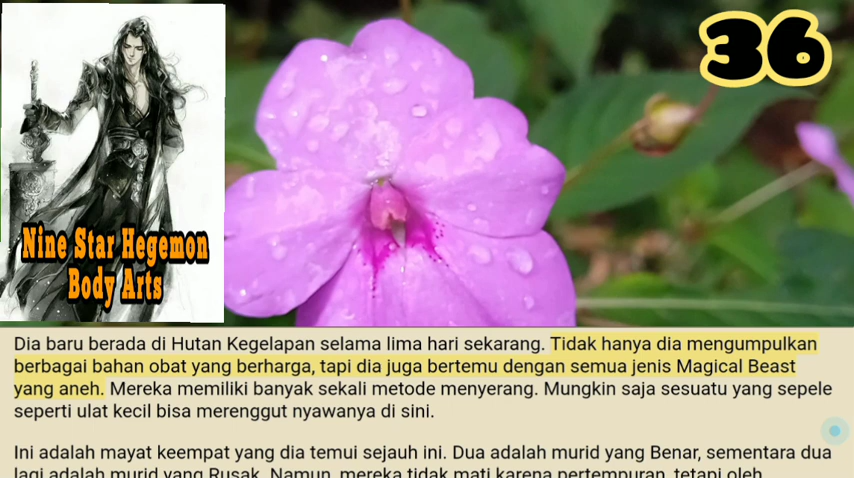 36
Nine Star Hegemon
Body Arts
Dia baru berada di Hutan Kegelapan selama lima hari sekarang. Tidak hanya dia mengumpulkan
berbagai bahan obat yang berharga, tapi dia juga bertemu dengan semua jenis Magical Beast
yang aneh. Mereka memiliki banyak sekali metode menyerang. Mungkin saja sesuatu yang sepele
seperti ulat kecil bisa merenggut nyawanya di sini.
Ini adalah mayat keempat yang dia temui sejauh ini. Dua adalah murid yang Benar, sementara dua
lagi adalah murid yang Rusak. Namun, mereka tidak mati karena pertempuran, tetapi oleh